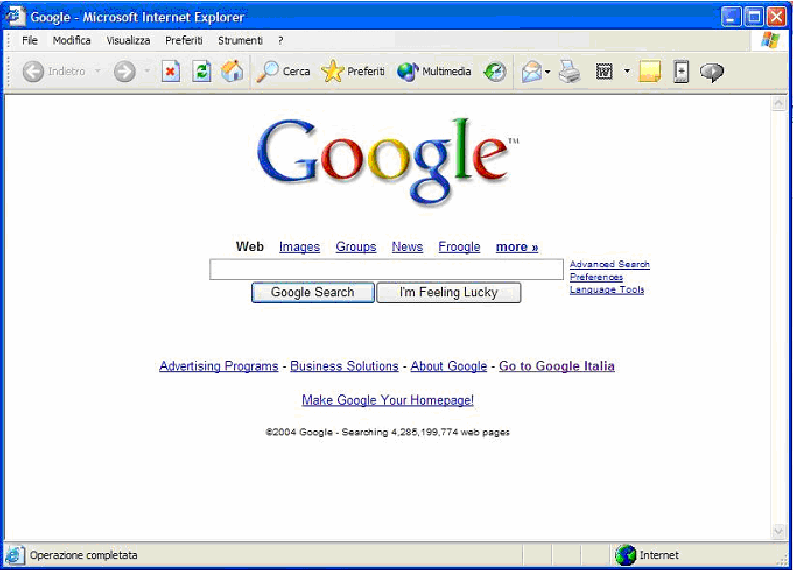 Google - Microsoft Internet Explorer
File Modifica Visualizza Preferiti Strumenti ?
Indietro Cerca Preferiti Multimedia
Google™
Web Images Groups News Froogle more »
Advanced Search
Preferences
Language Tools
Google Search I'm Feeling Lucky
Advertising Programs - Business Solutions - About Google - Go to Google Italia
Make Google Your Homepage!
©2004 Google - Searching 4,285,199,774 web pages
Operazione completata Internet